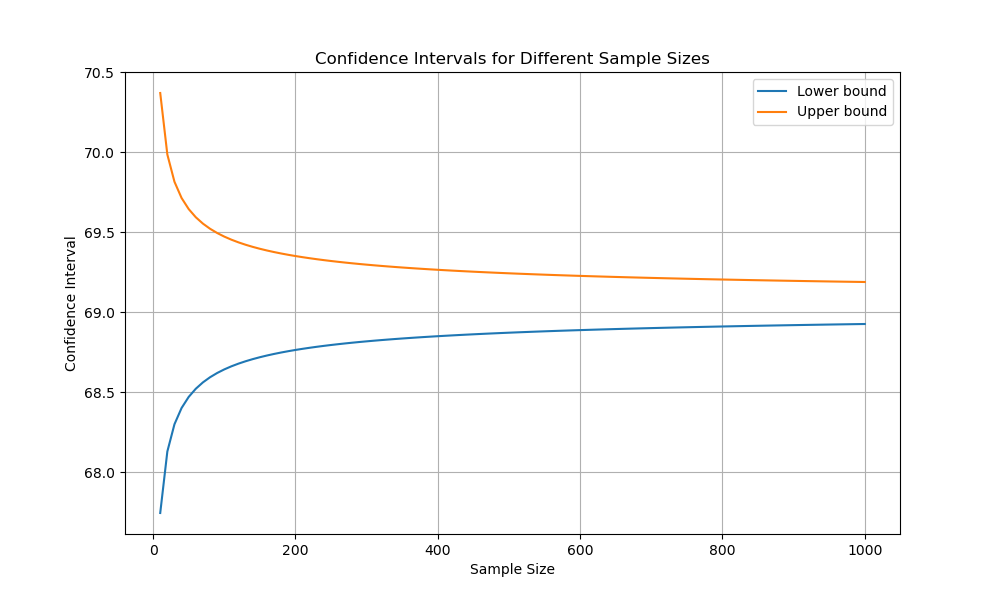 Confidence Intervals for Different Sample Sizes
Lower bound
Upper bound
70.5
70.0
69.5
69.0
68.5
68.0
Confidence Interval
0 200 400 600 800 1000
Sample Size